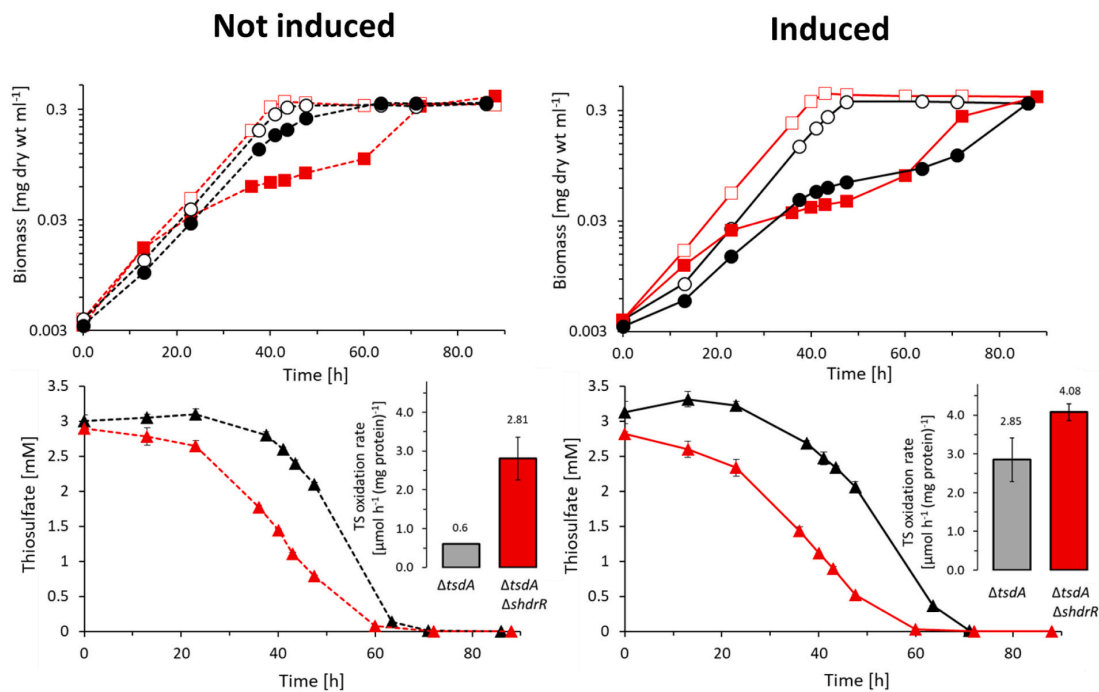 Not induced
Induced
Biomass [mg dry wt ml⁻¹]
0.3
0.03
0.003
0.0
20.0
40.0
60.0
80.0
Time [h]
Biomass [mg dry wt ml⁻¹]
0.3
0.03
0.003
0.0
20.0
40.0
60.0
80.0
Time [h]
Thiosulfate [mM]
3.5
3
2.5
2
1.5
1
0.5
0
0
20
40
60
80
Time [h]
TS oxidation rate
[µmol h⁻¹ (mg protein)⁻¹]
4.0
3.0
2.0
1.0
0.0
0.6
2.81
ΔtsdA
ΔtsdA
ΔshdrR
Thiosulfate [mM]
3.5
3
2.5
2
1.5
1
0.5
0
0
20
40
60
80
Time [h]
TS oxidation rate
[µmol h⁻¹ (mg protein)⁻¹]
4.0
3.0
2.0
1.0
0.0
2.85
4.08
ΔtsdA
ΔtsdA
ΔshdrR